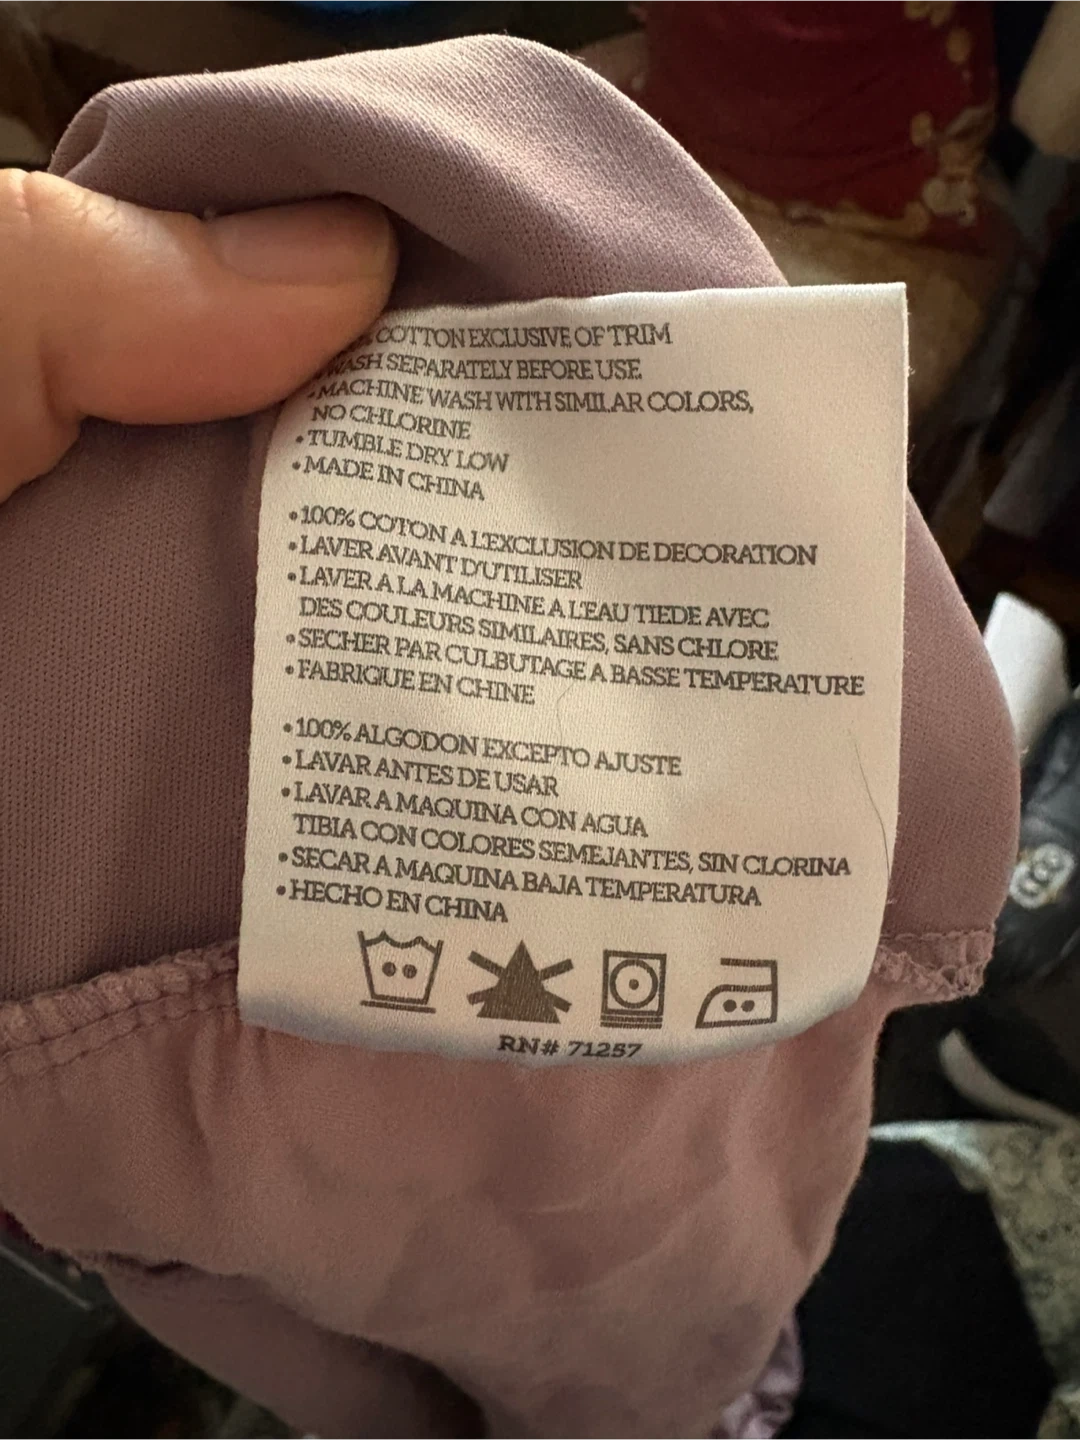 COTTON EXCLUSIVE OF TRIM
WASH SEPARATELY BEFORE USE
•MACHINE WASH WITH SIMILAR COLORS,
NO CHLORINE
•TUMBLE DRY LOW
•MADE IN CHINA
•100% COTON A L'EXCLUSION DE DECORATION
•LAVER AVANT D'UTILISER
•LAVER A LA MACHINE A L'EAU TIEDE AVEC
DES COULEURS SIMILAIRES, SANS CHLORE
•SECHER PAR CULBUTAGE A BASSE TEMPERATURE
•FABRIQUE EN CHINE
•100% ALGODON EXCEPTO AJUSTE
•LAVAR ANTES DE USAR
•LAVAR A MAQUINA CON AGUA
TIBIA CON COLORES SEMEJANTES, SIN CLORINA
•SECAR A MAQUINA BAJA TEMPERATURA
•HECHO EN CHINA
RN# 71257